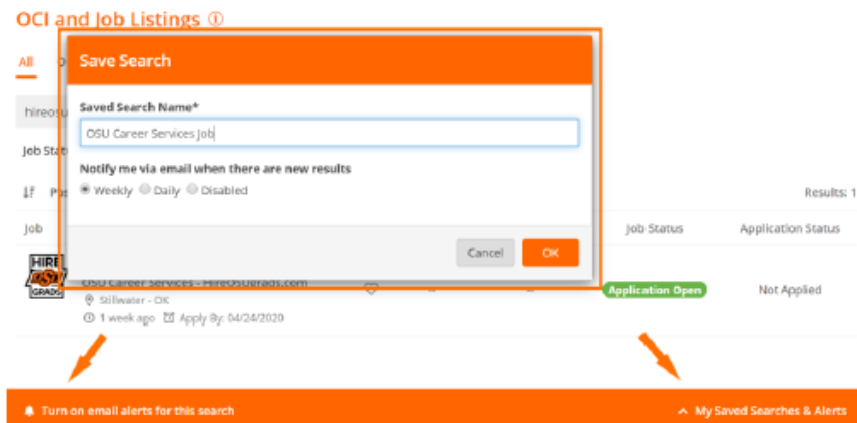 OCI and Job Listings
All
Save Search
Saved Search Name*
hireosu
OSU Career Services Job
Job Stat
Notify me via email when there are new results
Weekly Daily Disabled
Results: 1
Job
Job Status Application Status
Cancel OK
HIRE
OSU
GRADS
OSU Career Services - HireOSUgrads.com
Application Open
Not Applied
Stillwater - OK
1 week ago Apply By: 04/24/2020
Turn on email alerts for this search
My Saved Searches & Alerts